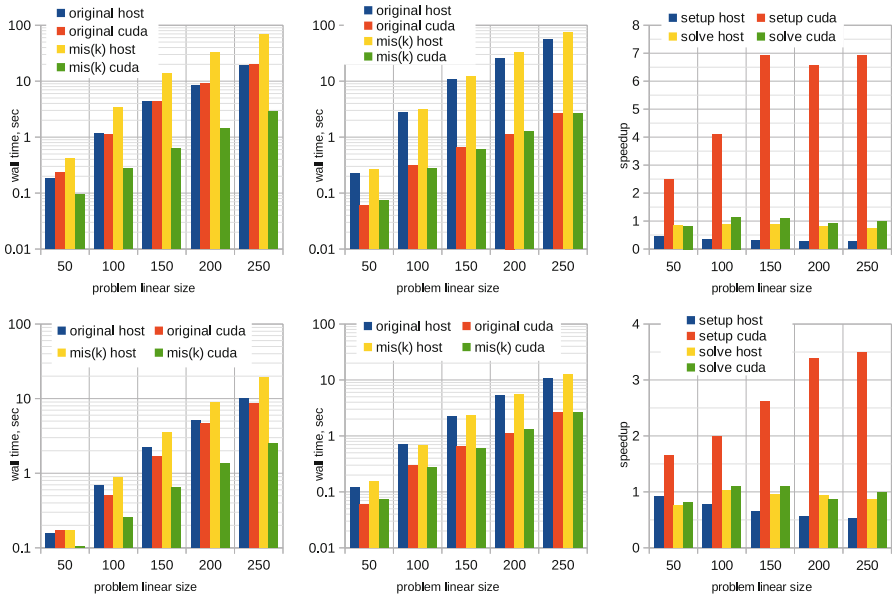 100
10
1
0.1
0.01
wall time, sec
original host
original cuda
mis(k) host
mis(k) cuda
50 100 150 200 250
problem linear size
100
10
1
0.1
0.01
wall time, sec
original host
original cuda
mis(k) host
mis(k) cuda
50 100 150 200 250
problem linear size
8
7
6
5
4
3
2
1
0
speedup
setup host setup cuda
solve host solve cuda
50 100 150 200 250
problem linear size
100
10
1
0.1
wall time, sec
original host original cuda
mis(k) host mis(k) cuda
50 100 150 200 250
problem linear size
100
10
1
0.1
0.01
wall time, sec
original host original cuda
mis(k) host mis(k) cuda
50 100 150 200 250
problem linear size
4
3
2
1
0
speedup
setup host
setup cuda
solve host
solve cuda
50 100 150 200 250
problem linear size